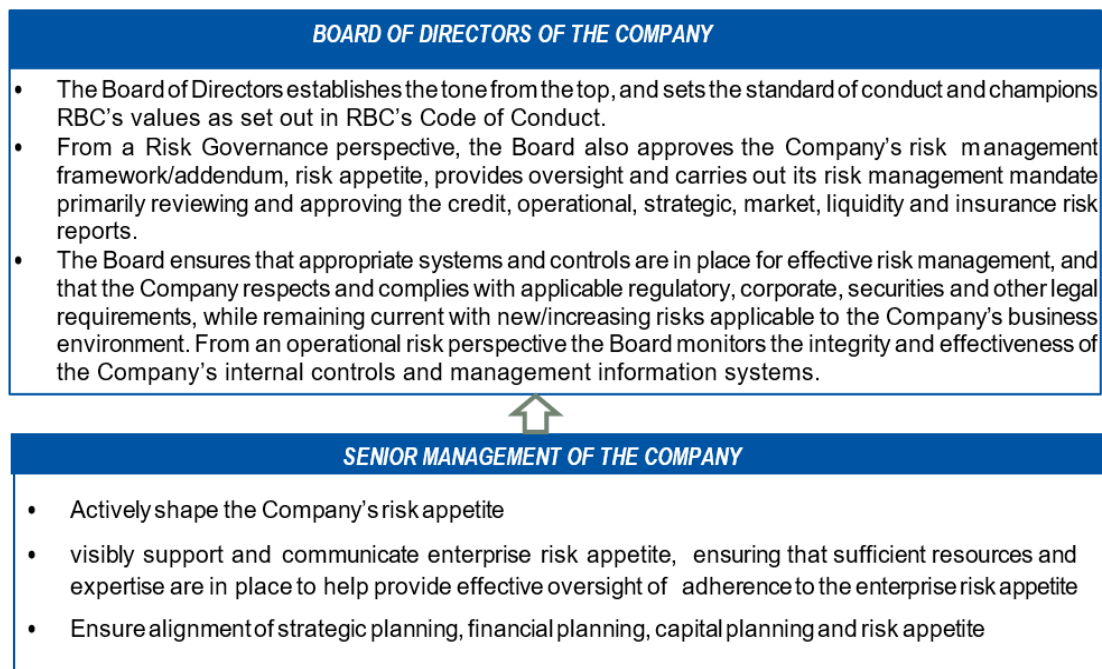 BOARD OF DIRECTORS OF THE COMPANY
• The Board of Directors establishes the tone from the top, and sets the standard of conduct and champions
RBC's values as set out in RBC's Code of Conduct.
• From a Risk Governance perspective, the Board also approves the Company's risk management
framework/addendum, risk appetite, provides oversight and carries out its risk management mandate
primarily reviewing and approving the credit, operational, strategic, market, liquidity and insurance risk
reports.
• The Board ensures that appropriate systems and controls are in place for effective risk management, and
that the Company respects and complies with applicable regulatory, corporate, securities and other legal
requirements, while remaining current with new/increasing risks applicable to the Company's business
environment. From an operational risk perspective the Board monitors the integrity and effectiveness of
the Company's internal controls and management information systems.
SENIOR MANAGEMENT OF THE COMPANY
• Actively shape the Company's risk appetite
• visibly support and communicate enterprise risk appetite, ensuring that sufficient resources and
expertise are in place to help provide effective oversight of adherence to the enterprise risk appetite
• Ensure alignment of strategic planning, financial planning, capital planning and risk appetite